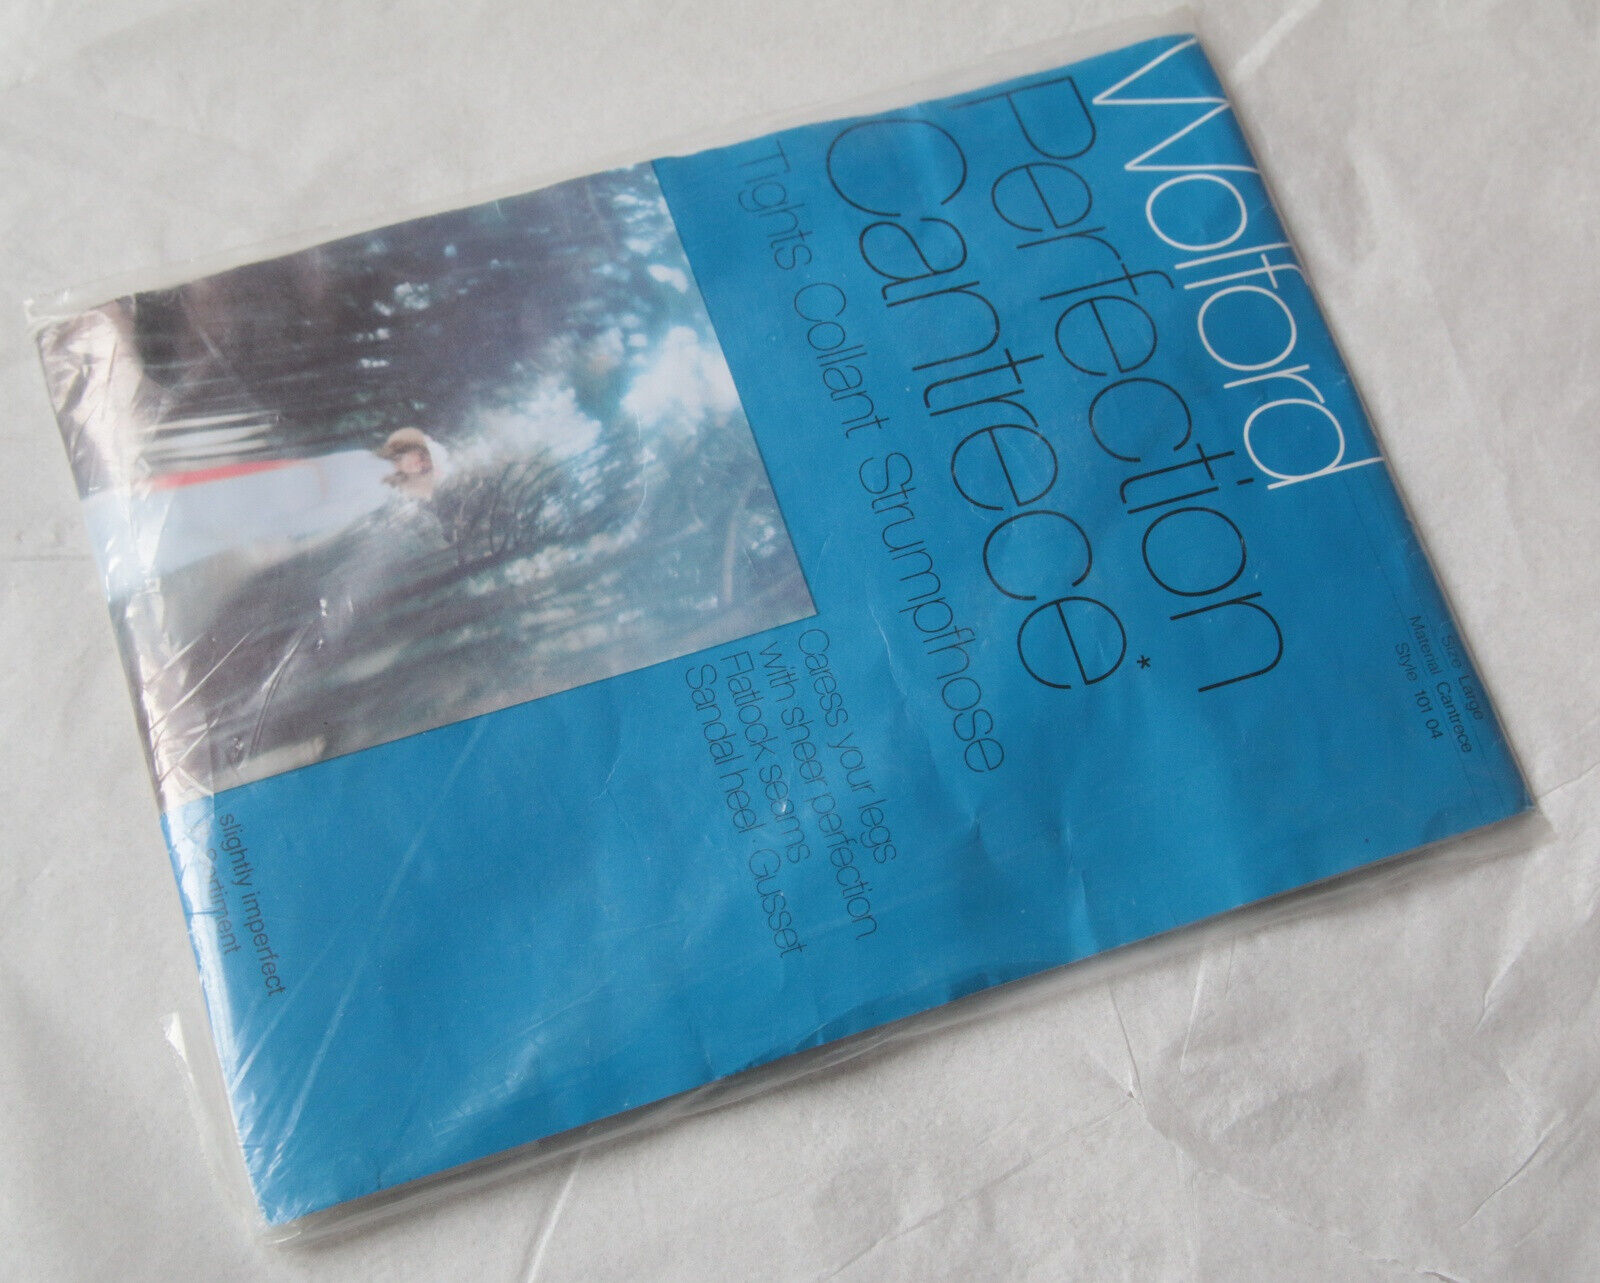 Wolford
Perfection
Cantrece*
Tights Collant Strumpfhose
Size Large
Material Cantrece
Style 101 04
Caress your legs
with sheer perfection
Flatlock seams
Sandal heel Gusset
slightly imperfect
2sortiment